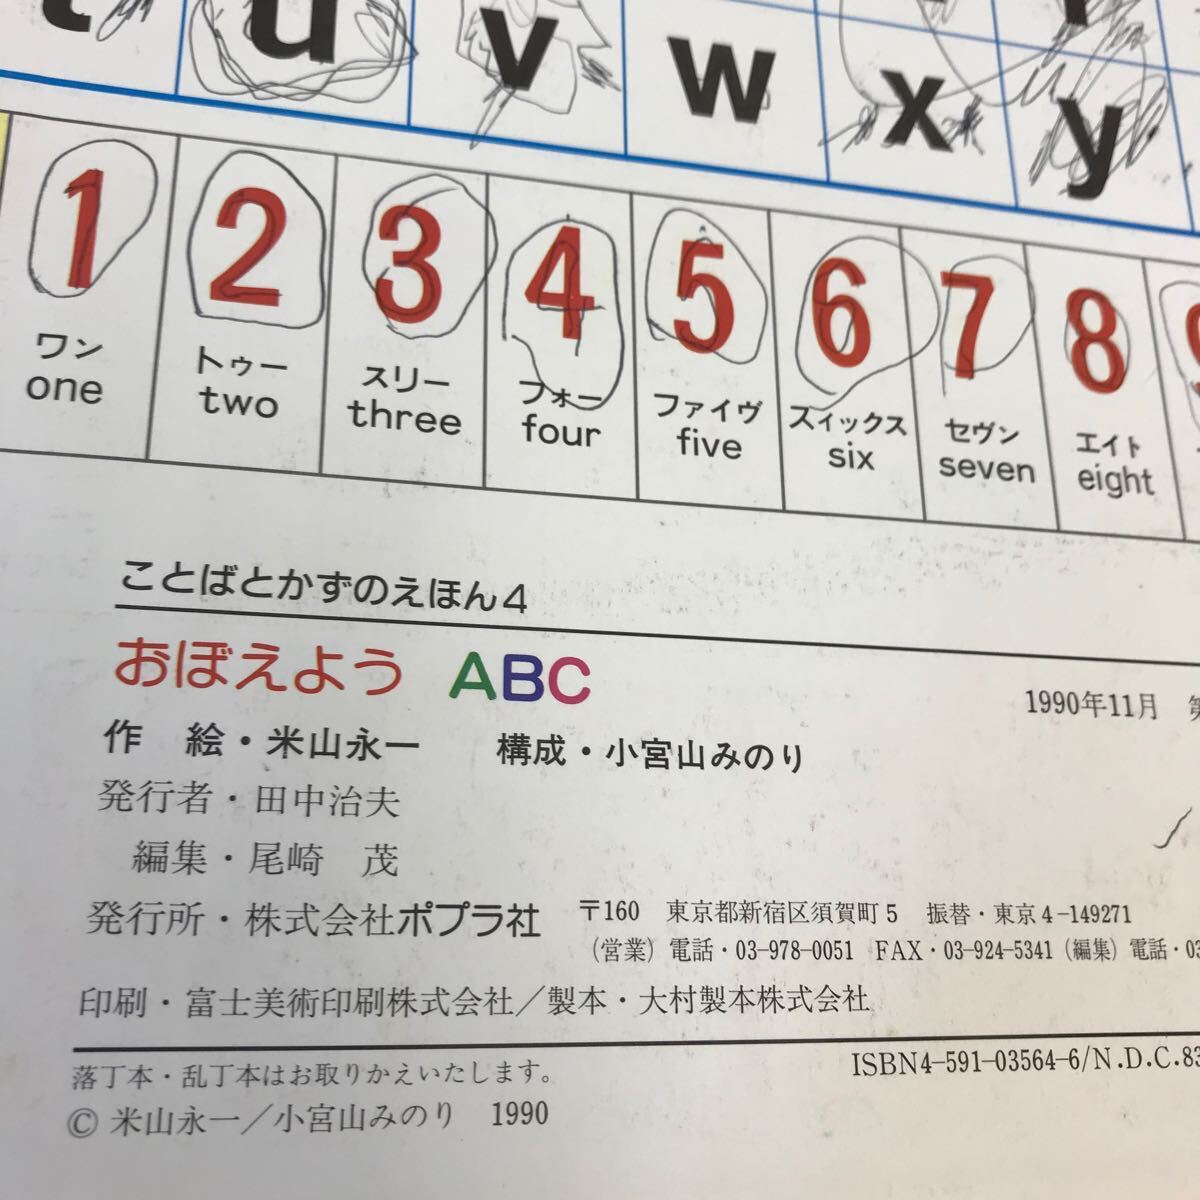 t u v w x y
1 2 3 4 5 6 7 8 9
ワン トゥー スリー フォー ファイヴ スィックス セヴン エイト
one two three four five six seven eight
ことばとかずのえほん4
おぼえよう ABC
1990年11月 第
作 絵・米山永一 構成・小宮山みのり
発行者・田中治夫
編集・尾崎 茂
発行所・株式会社ポプラ社 〒160 東京都新宿区須賀町5 振替・東京4-149271
(営業)電話・03-978-0051 FAX・03-924-5341(編集)電話・03
印刷・富士美術印刷株式会社/製本・大村製本株式会社
ISBN4-591-03564-6/N.D.C.83
落丁本・乱丁本はお取りかえいたします。
© 米山永一/小宮山みのり 1990